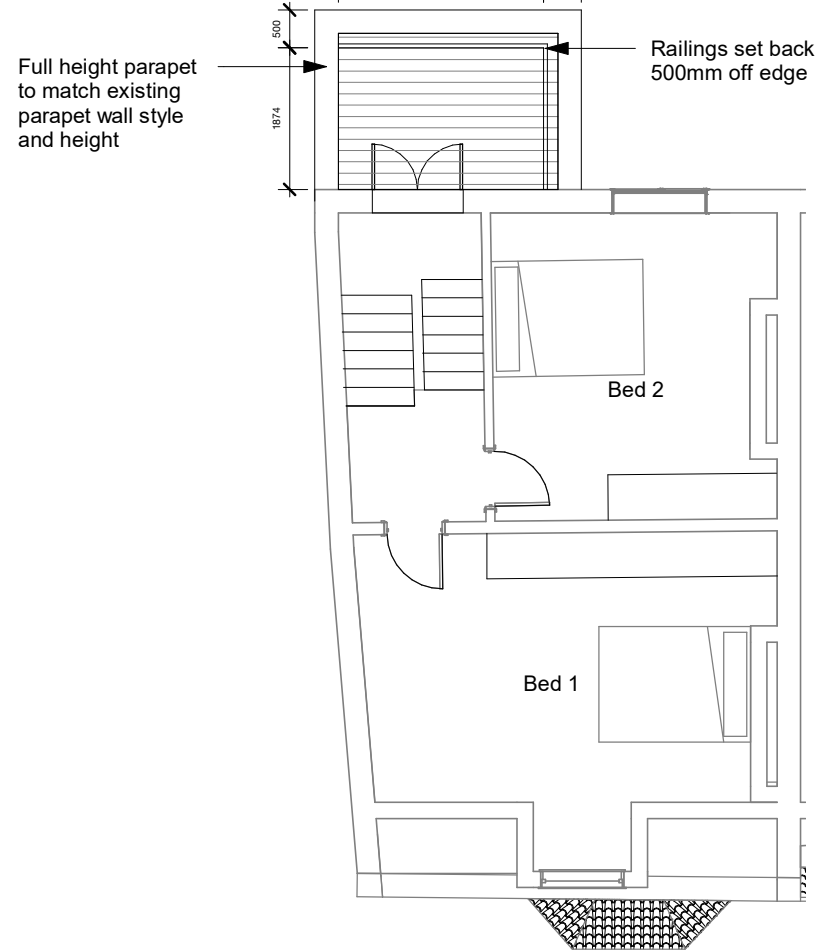 500
1874
Full height parapet
to match existing
parapet wall style
and height
Railings set back
500mm off edge
Bed 2
Bed 1